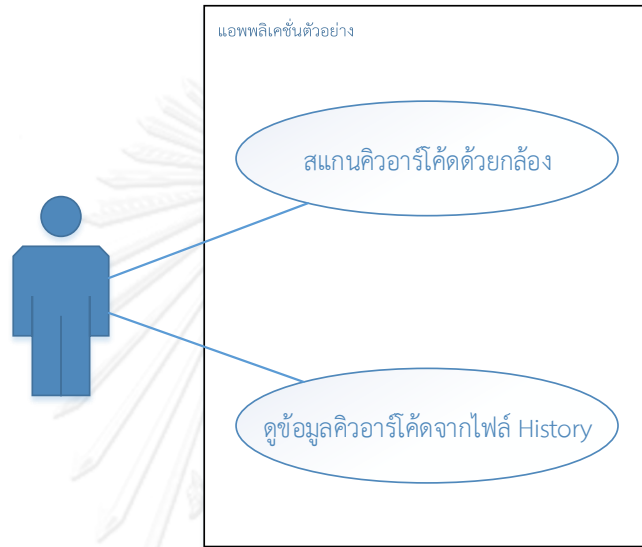 แอพพลิเคชั่นตัวอย่าง
สแกนคิวอาร์โค้ดด้วยกล้อง
ดูข้อมูลคิวอาร์โค้ดจากไฟล์ History